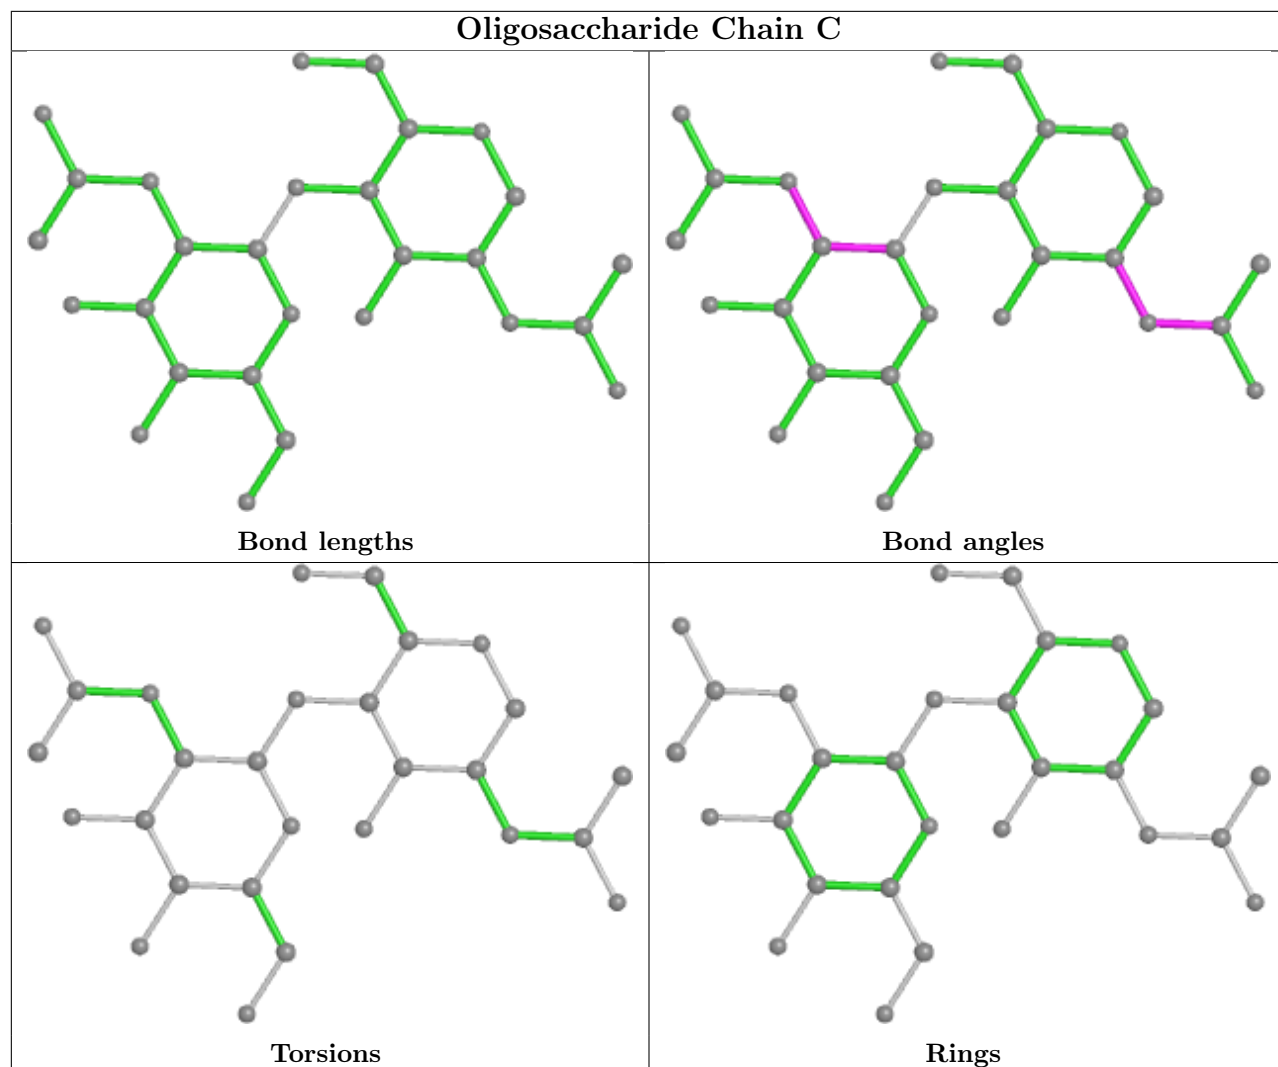 Oligosaccharide Chain C
Bond lengths
Bond angles
Torsions
Rings